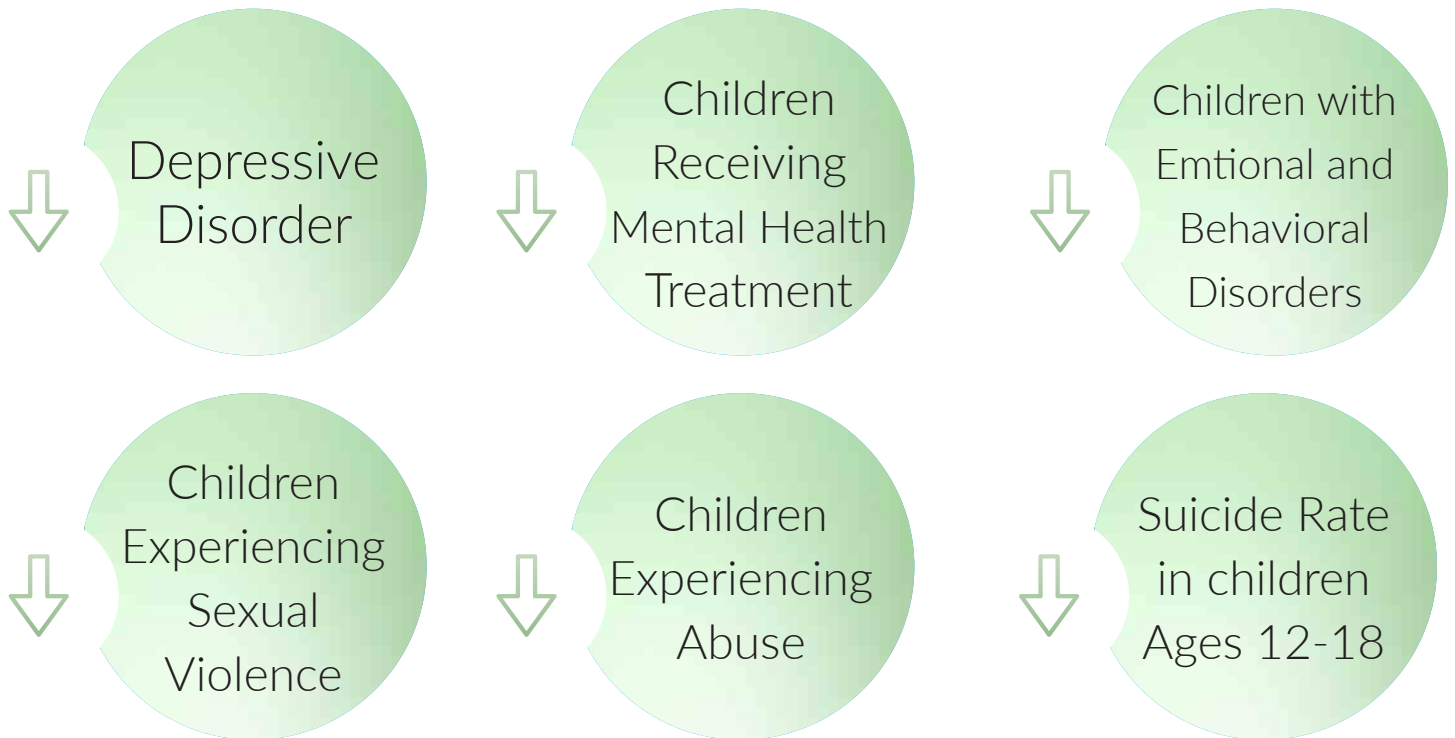 Depressive
Disorder
Children
Receiving
Mental Health
Treatment
Children with
Emtional and
Behavioral
Disorders
Children
Experiencing
Sexual
Violence
Children
Experiencing
Abuse
Suicide Rate
in children
Ages 12-18